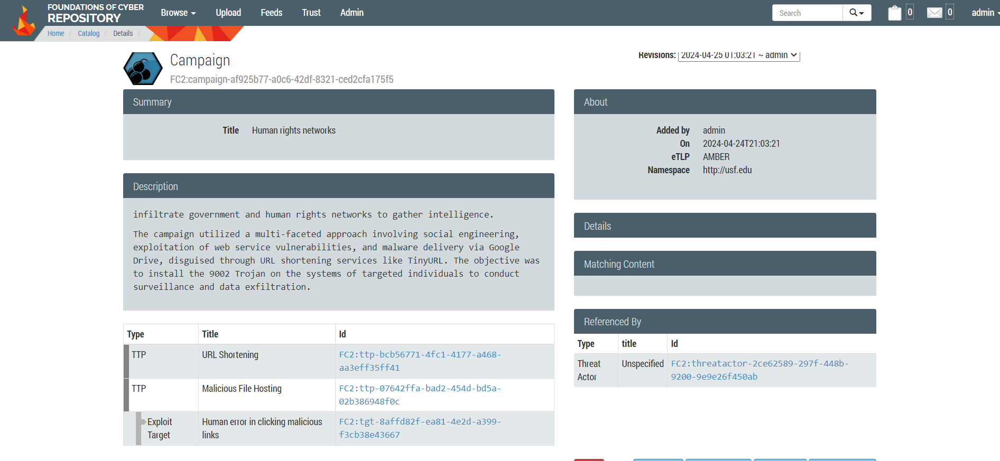 FOUNDATIONS OF CYBER
REPOSITORY
Browse Upload Feeds Trust Admin
Search
0 0 admin
Home / Catalog / Details /
Campaign
FC2:campaign-af925b77-a0c6-42df-8321-ced2cfa175f5
Revisions: 2024-04-25 01:03:21 ~ admin
Summary
Title Human rights networks
Description
infiltrate government and human rights networks to gather intelligence.
The campaign utilized a multi-faceted approach involving social engineering,
exploitation of web service vulnerabilities, and malware delivery via Google
Drive, disguised through URL shortening services like TinyURL. The objective was
to install the 9002 Trojan on the systems of targeted individuals to conduct
surveillance and data exfiltration.
Type Title Id
TTP URL Shortening FC2:ttp-bcb56771-4fc1-4177-a468-
aa3eff35ff41
TTP Malicious File Hosting FC2:ttp-07642ffa-bad2-454d-bd5a-
02b386948f0c
Exploit Human error in clicking malicious FC2:tgt-8affd82f-ea81-4e2d-a399-
Target links f3cb38e43667
About
Added by admin
On 2024-04-24T21:03:21
eTLP AMBER
Namespace http://usf.edu
Details
Matching Content
Referenced By
Type title Id
Threat Unspecified FC2:threatactor-2ce62589-297f-448b-
Actor 9200-9e9e26f450ab